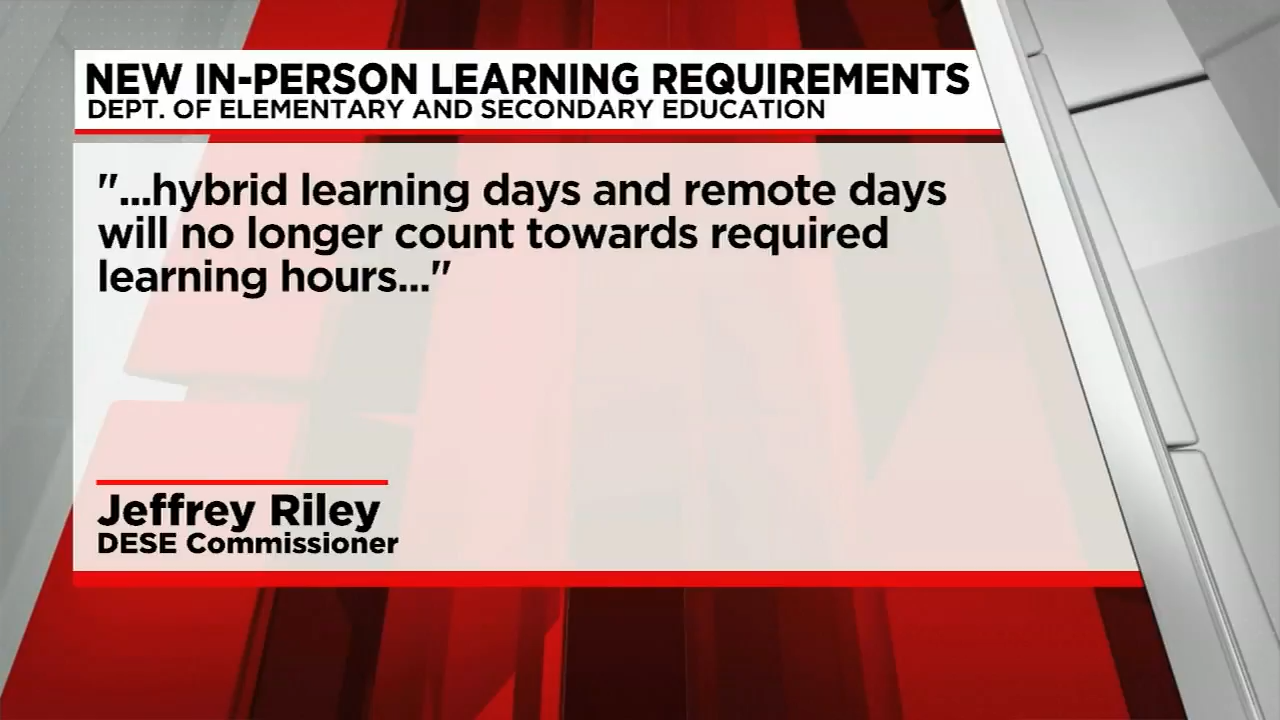 NEW IN-PERSON LEARNING REQUIREMENTS
DEPT. OF ELEMENTARY AND SECONDARY EDUCATION
"...hybrid learning days and remote days
will no longer count towards required
learning hours..."
Jeffrey Riley
DESE Commissioner